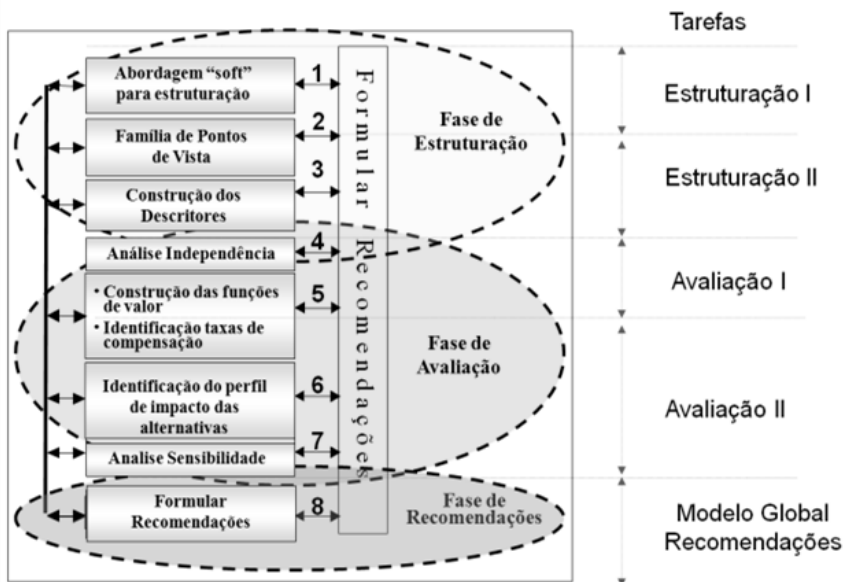 Tarefas
Abordagem “soft”
para estruturação
1
Família de Pontos
de Vista
2
Construção dos
Descritores
3
Análise Independência
4
• Construção das funções
de valor
• Identificação taxas de
compensação
5
Identificação do perfil
de impacto das
alternativas
6
Analise Sensibilidade
7
Formular
Recomendações
8
Formular Recomendações
Fase de
Estruturação
Fase de
Avaliação
Fase de
Recomendações
Estruturação I
Estruturação II
Avaliação I
Avaliação II
Modelo Global
Recomendações